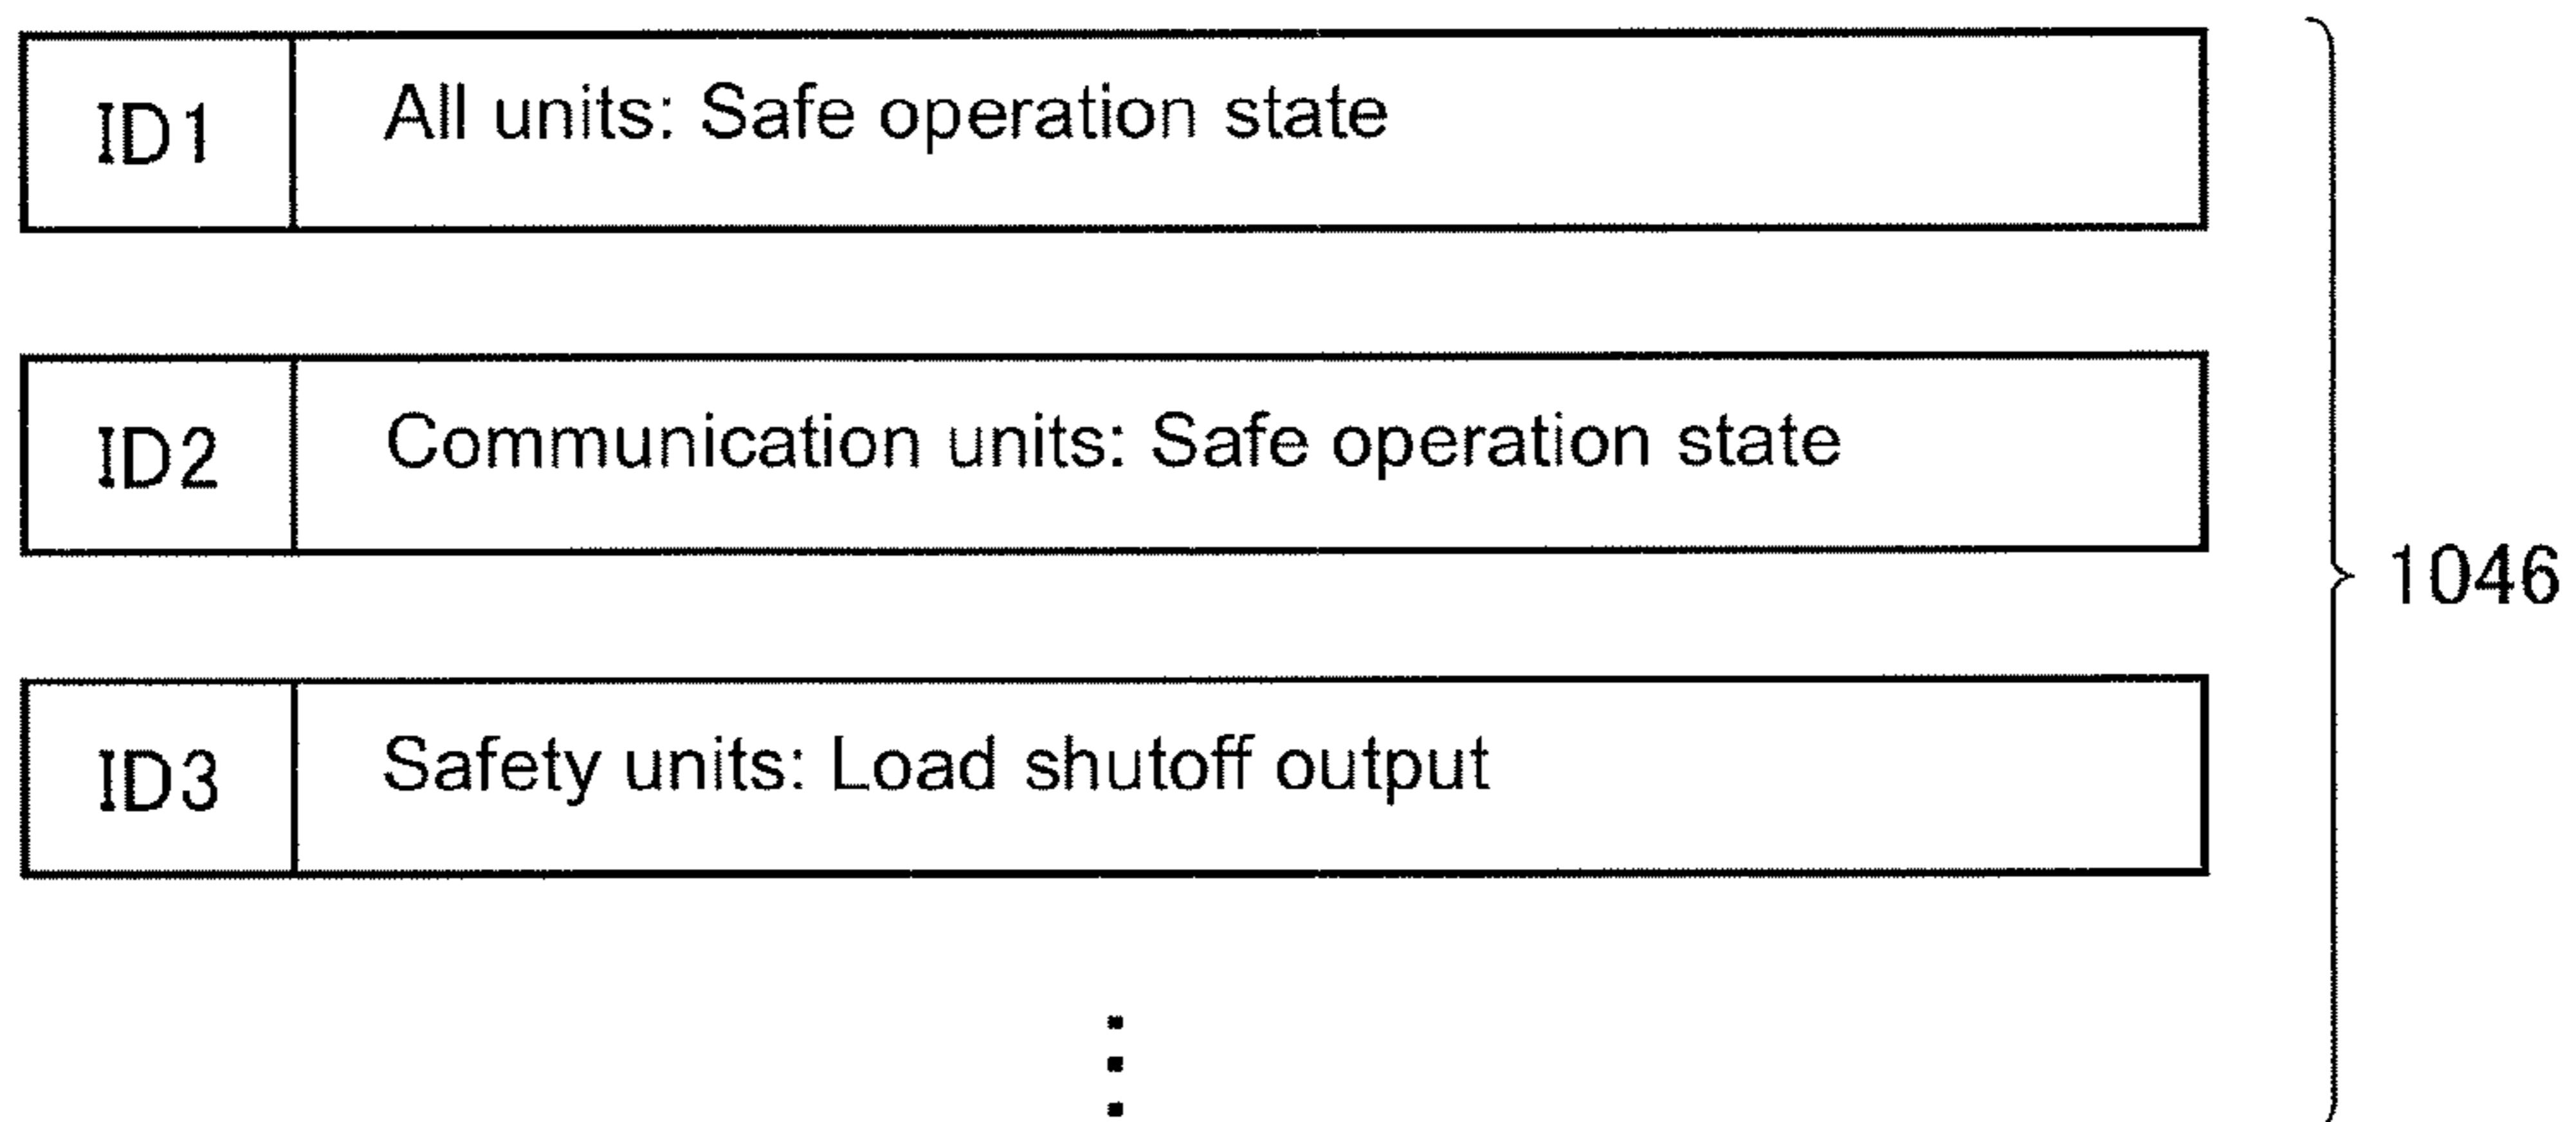 ID1 All units: Safe operation state
ID2 Communication units: Safe operation state
1046
ID3 Safety units: Load shutoff output